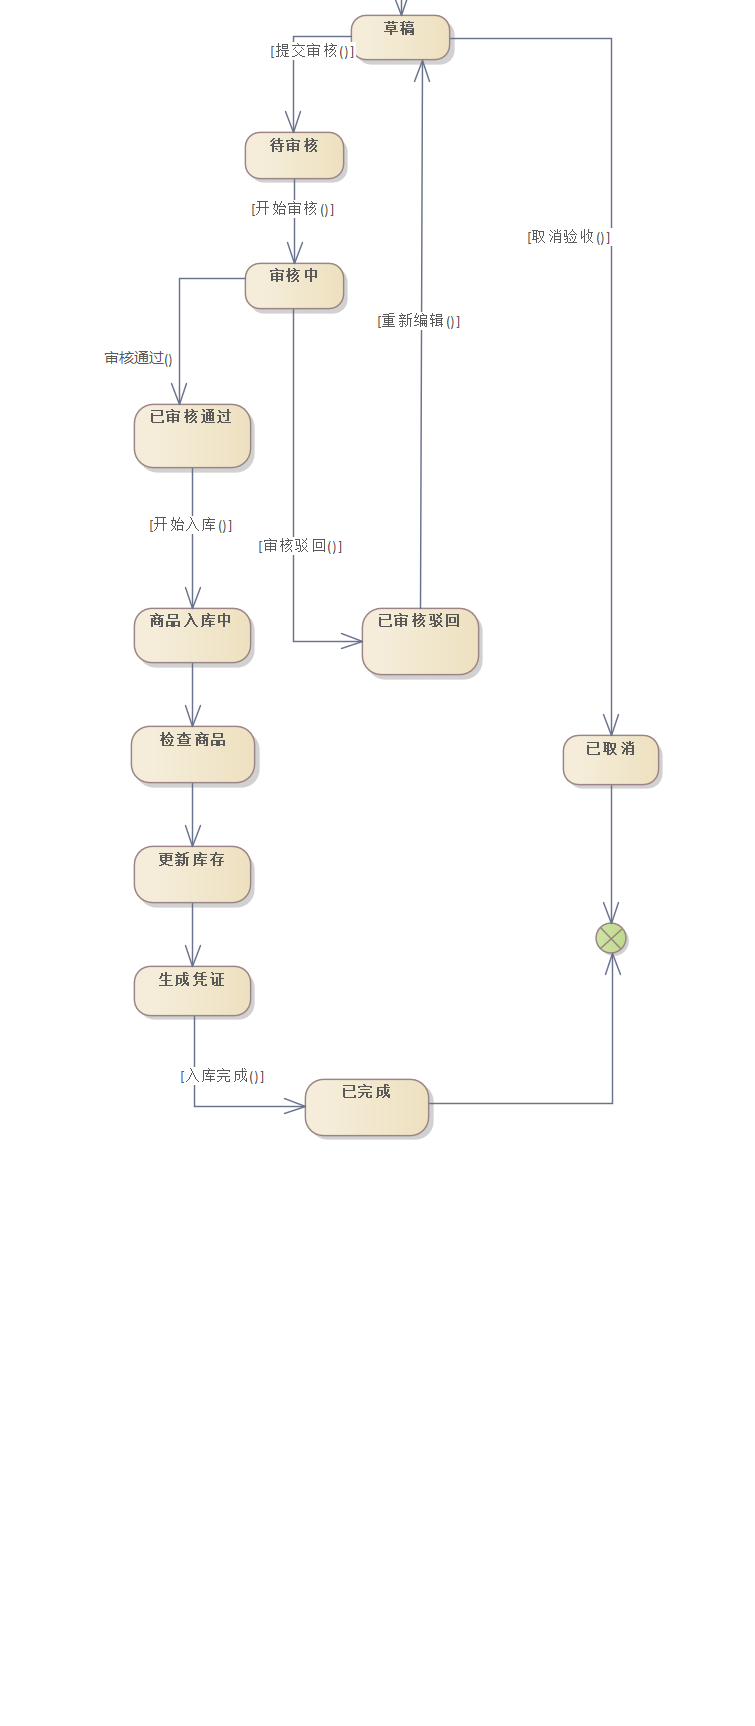 草稿
[提交审核()]
待审核
[开始审核()]
[取消验收()]
审核中
[重新编辑()]
审核通过()
已审核通过
[开始入库()]
[审核驳回()]
商品入库中
已审核驳回
检查商品
已取消
更新库存
生成凭证
[入库完成()]
已完成